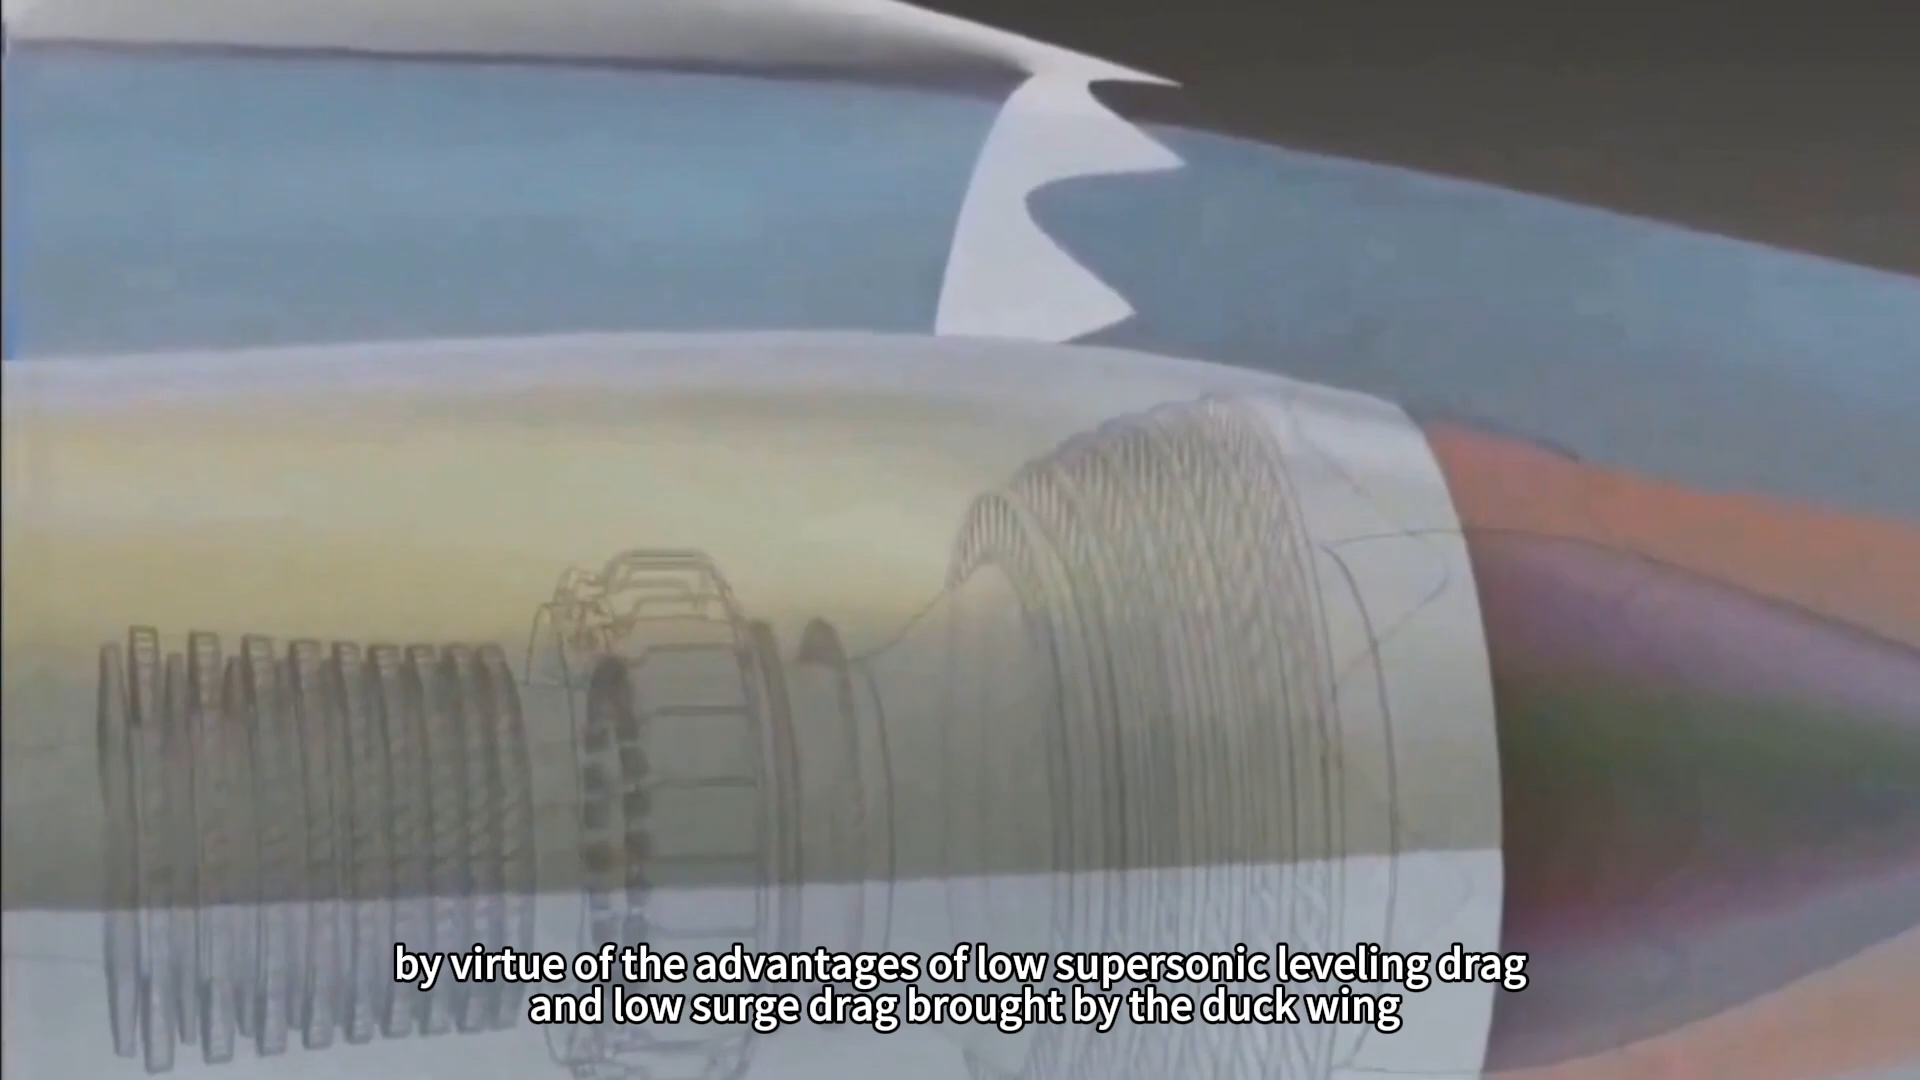 by virtue of the advantages of low supersonic leveling drag
and low surge drag brought by the duck wing